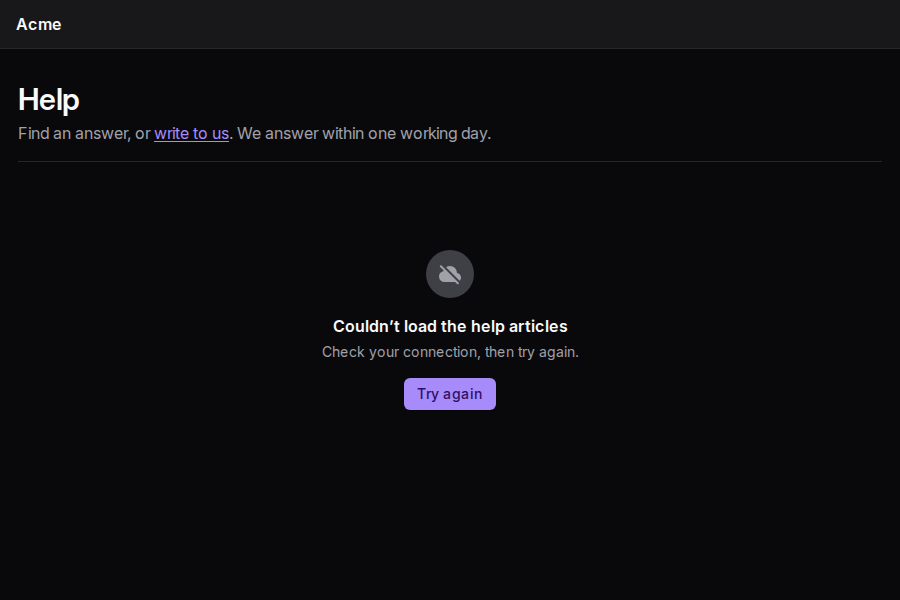 Acme
Help
Find an answer, or write to us. We answer within one working day.
Couldn’t load the help articles
Check your connection, then try again.
Try again